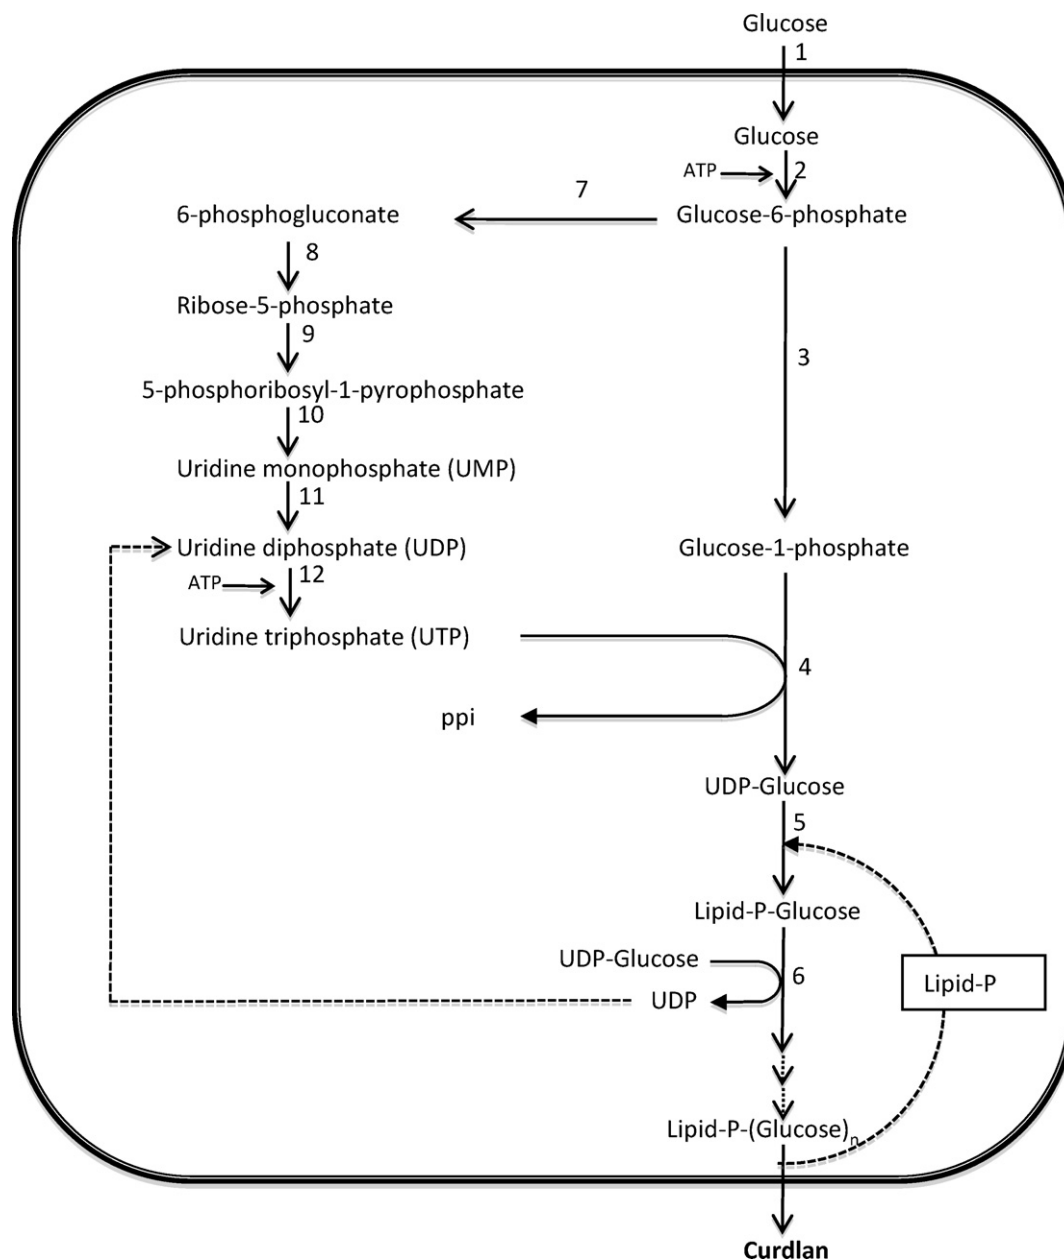 Glucose
1
Glucose
ATP
2
7
6-phosphogluconate
Glucose-6-phosphate
8
Ribose-5-phosphate
9
3
5-phosphoribosyl-1-pyrophosphate
10
Uridine monophosphate (UMP)
11
Uridine diphosphate (UDP)
Glucose-1-phosphate
ATP
12
Uridine triphosphate (UTP)
4
ppi
UDP-Glucose
5
Lipid-P-Glucose
UDP-Glucose
6
Lipid-P
UDP
Lipid-P-(Glucose)n
Curdlan